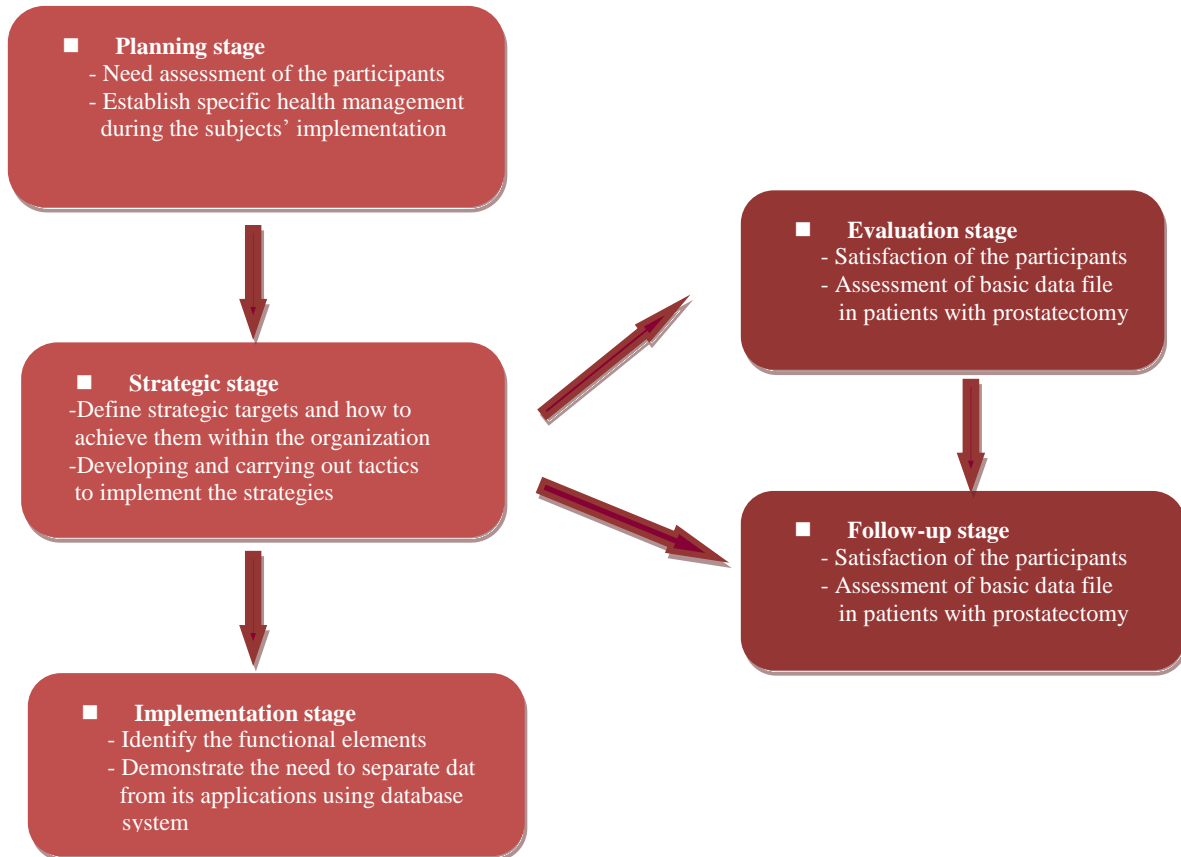 Planning stage
- Need assessment of the participants
- Establish specific health management
during the subjects’ implementation
Strategic stage
-Define strategic targets and how to
achieve them within the organization
-Developing and carrying out tactics
to implement the strategies
Implementation stage
- Identify the functional elements
- Demonstrate the need to separate dat
from its applications using database
system
Evaluation stage
- Satisfaction of the participants
- Assessment of basic data file
in patients with prostatectomy
Follow-up stage
- Satisfaction of the participants
- Assessment of basic data file
in patients with prostatectomy